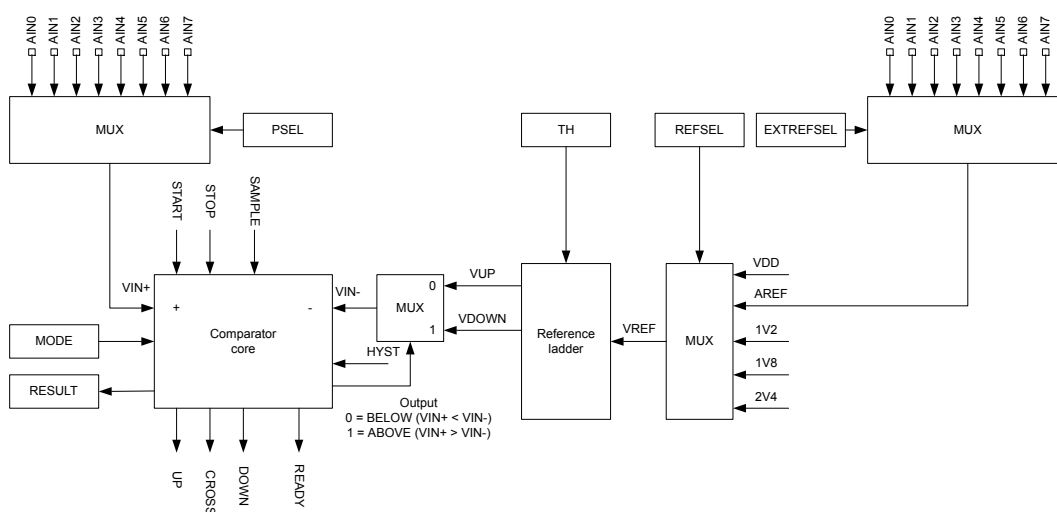 AIN0
AIN1
AIN2
AIN3
AIN4
AIN5
AIN6
AIN7
AIN0
AIN1
AIN2
AIN3
AIN4
AIN5
AIN6
AIN7
MUX
PSEL
TH
REFSEL
EXTREFSEL
MUX
START
STOP
SAMPLE
VIN+
+
Comparator
core
-
VIN-
MUX
0
1
VUP
VDOWN
Reference
ladder
VREF
MUX
VDD
AREF
1V2
1V8
2V4
MODE
RESULT
HYST
Output
0 = BELOW (VIN+ < VIN-)
1 = ABOVE (VIN+ > VIN-)
UP
CROSS
DOWN
READY